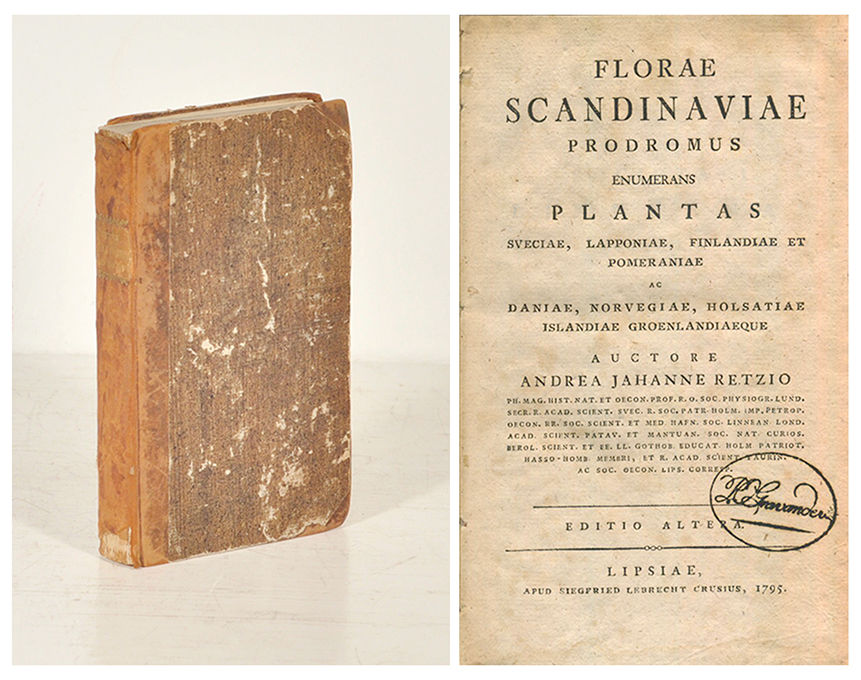 FLORAE
SCANDINAVIAE
PRODROMUS
ENUMERANS
PLANTAS
SVECIAE, LAPPONIAE, FINLANDIAE ET
POMERANIAE
AC
DANIAE, NORVEGIAE, HOLSATIAE
ISLANDIAE GROENLANDIAEQUE
AUCTORE
ANDREA JAHANNE RETZIO
PH. MAG. HIST. NAT. ET OECON. PROF. R. O. SOC. PHYSIOGR. LUND.
SECR. R. ACAD. SCIENT. SVEC. R. SOC. PATR. HOLM. IMP. PETROP.
OECON. BR. SOC. SCIENT. ET MED. HAFN. SOC. LINNEAN. LOND.
ACAD. SCIENT. PATAV. ET MANTUAN. SOC. NAT. CURIOS.
BEROL. SCIENT. ET EE. LL. GOTHOB. EDUCAT. HOLM. PATRIOT.
HASSO-HOMB. MEMBRI, ET R. ACAD. SCIENT. TAURIN.
AC SOC. OECON. LIPS. CORRESP.
EDITIO ALTERA.
LIPSIAE,
APUD SIEGFRIED LEBRECHT CRUSIUS, 1795.